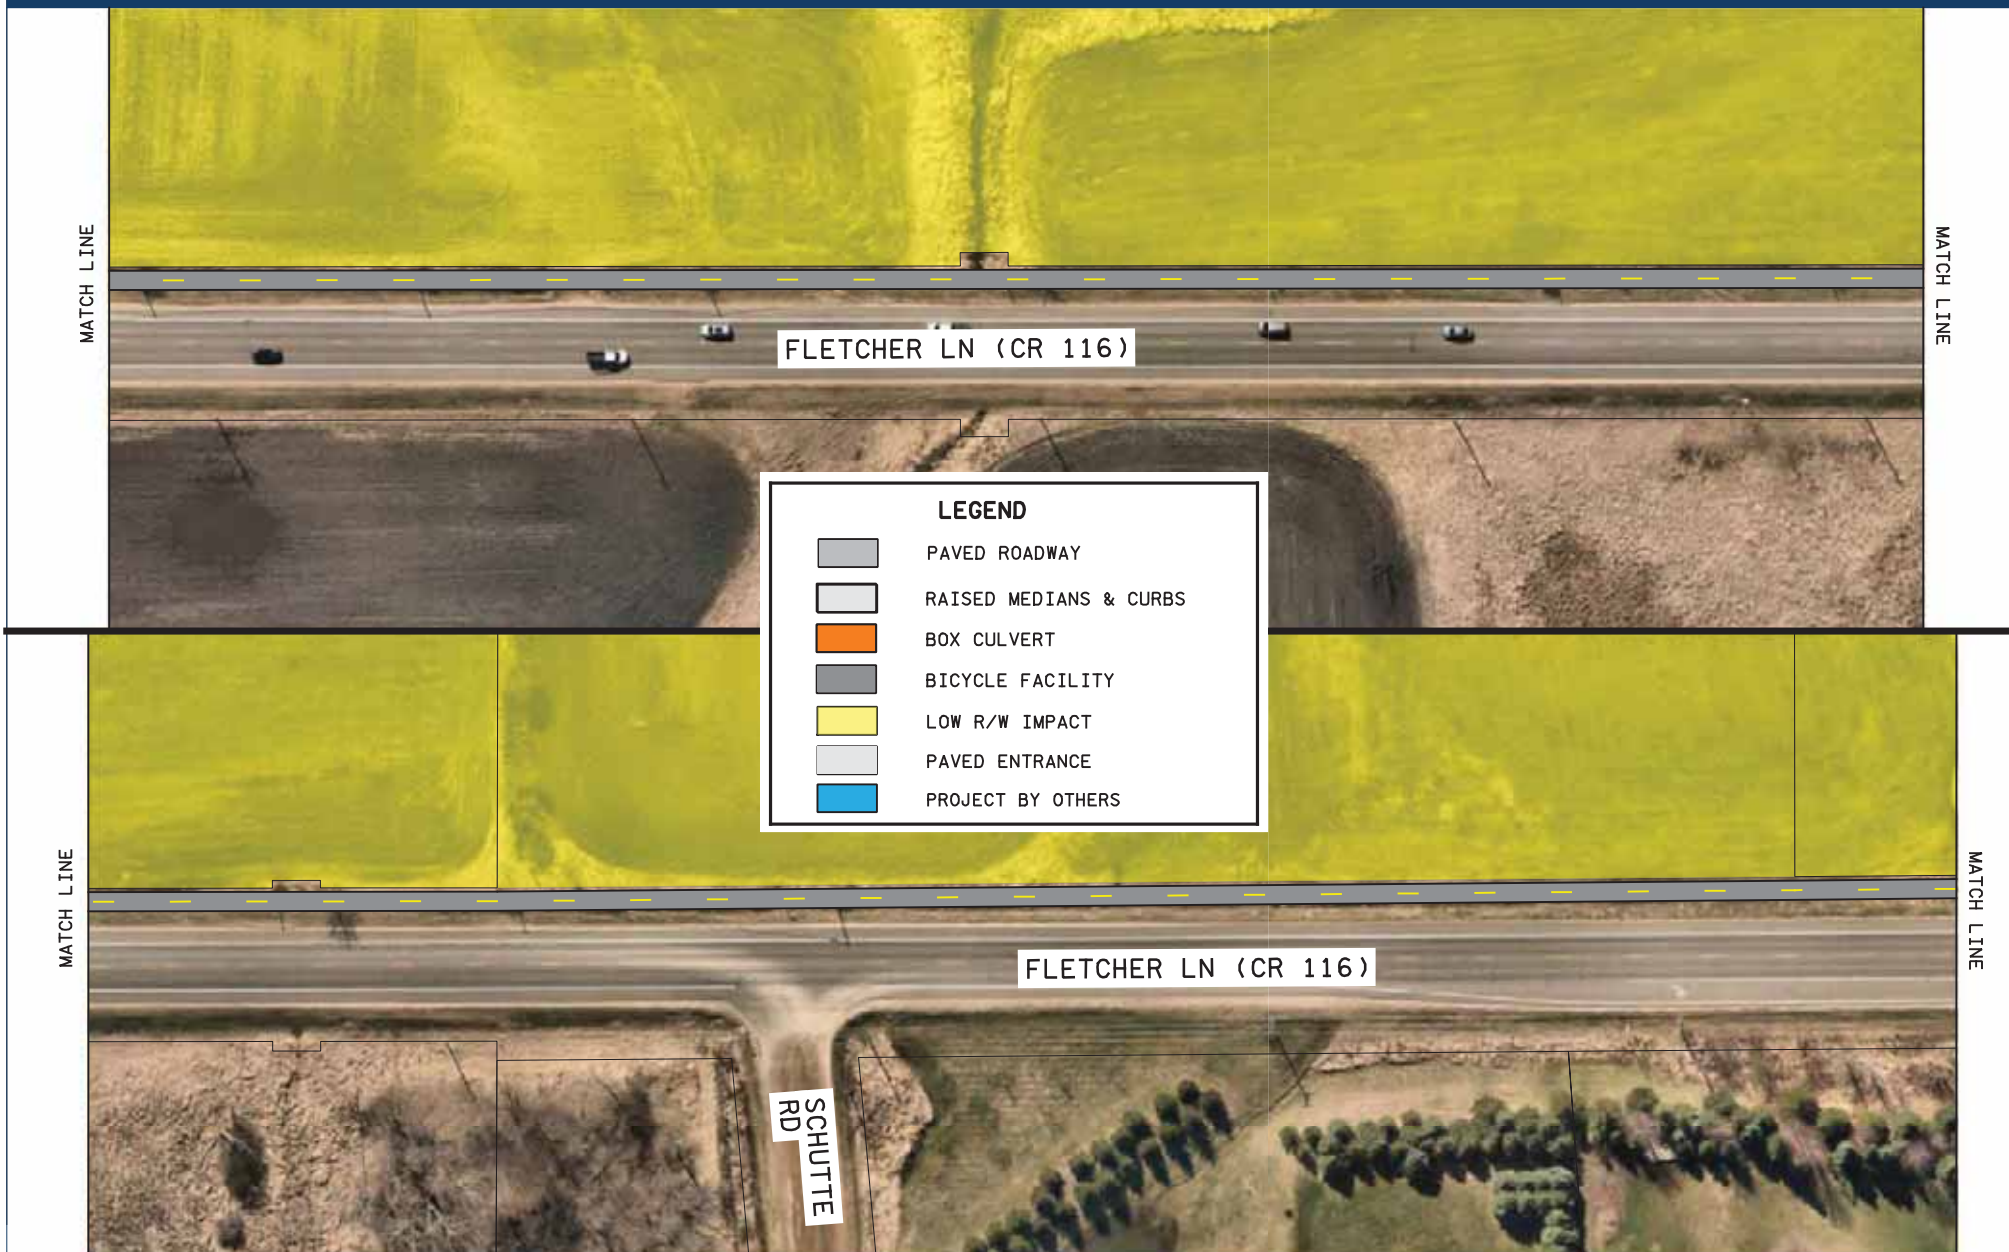 MATCH LINE
MATCH LINE
FLETCHER LN (CR 116)
LEGEND
PAVED ROADWAY
RAISED MEDIANS & CURBS
BOX CULVERT
BICYCLE FACILITY
LOW R/W IMPACT
PAVED ENTRANCE
PROJECT BY OTHERS
MATCH LINE
MATCH LINE
FLETCHER LN (CR 116)
SCHUTTE
RD